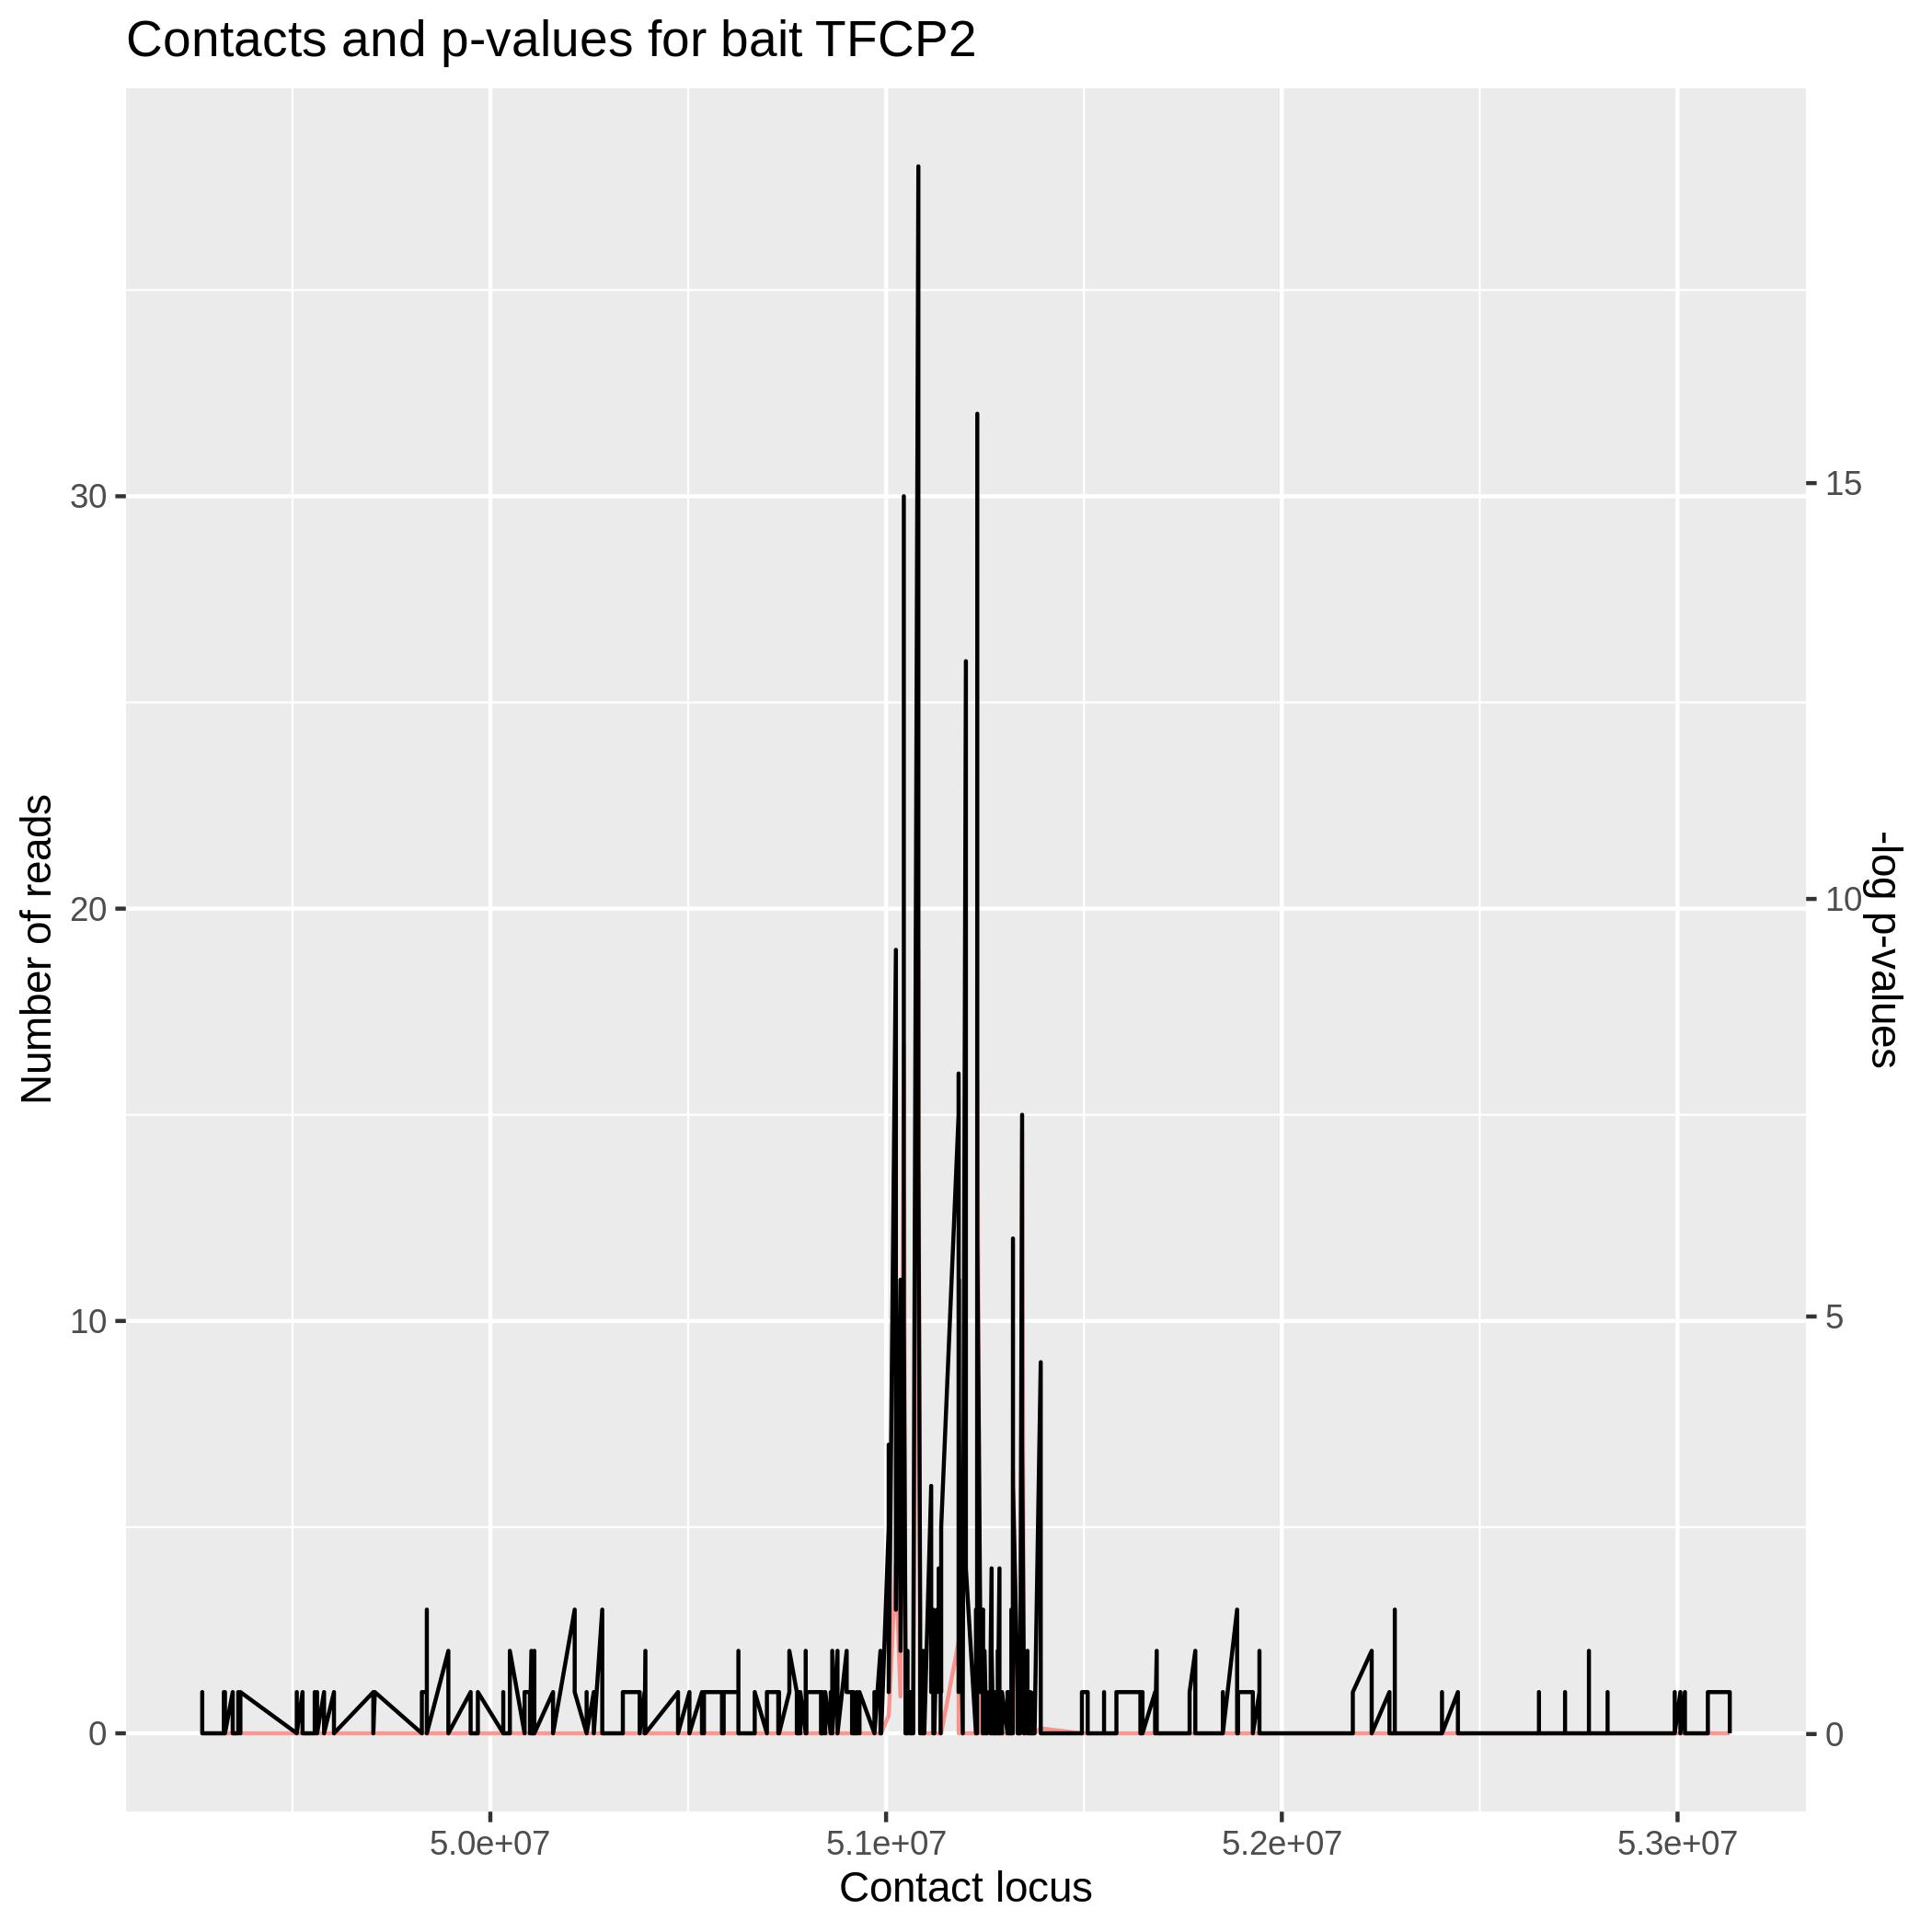 Contacts and p-values for bait TFCP2
Number of reads
30
20
10
0
15
10
5
0
-log p-values
5.0e+07
5.1e+07
5.2e+07
5.3e+07
Contact locus